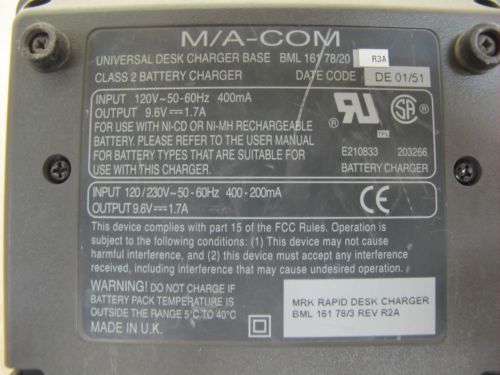 M/A-COM
UNIVERSAL DESK CHARGER BASE BML 161 78/20 R3A
CLASS 2 BATTERY CHARGER DATE CODE DE 01/51
INPUT 120V~50-60Hz 400mA
OUTPUT 9.6V⎓1.7A
FOR USE WITH NI-CD OR NI-MH RECHARGEABLE
BATTERY. PLEASE REFER TO THE USER MANUAL
FOR BATTERY TYPES THAT ARE SUITABLE FOR
USE WITH THIS CHARGER.
RU SA
TPL
E210833 203266
BATTERY CHARGER
INPUT 120/230V~50-60Hz 400-200mA
OUTPUT 9.6V⎓1.7A
CE
This device complies with part 15 of the FCC Rules. Operation is
subject to the following conditions: (1) This device may not cause
harmful interference, and (2) this device must accept any interference
received, including interference that may cause undesired operation.
WARNING! DO NOT CHARGE IF
BATTERY PACK TEMPERATURE IS
OUTSIDE THE RANGE 5°C TO 40°C
MADE IN U.K.
MRK RAPID DESK CHARGER
BML 161 78/3 REV R2A